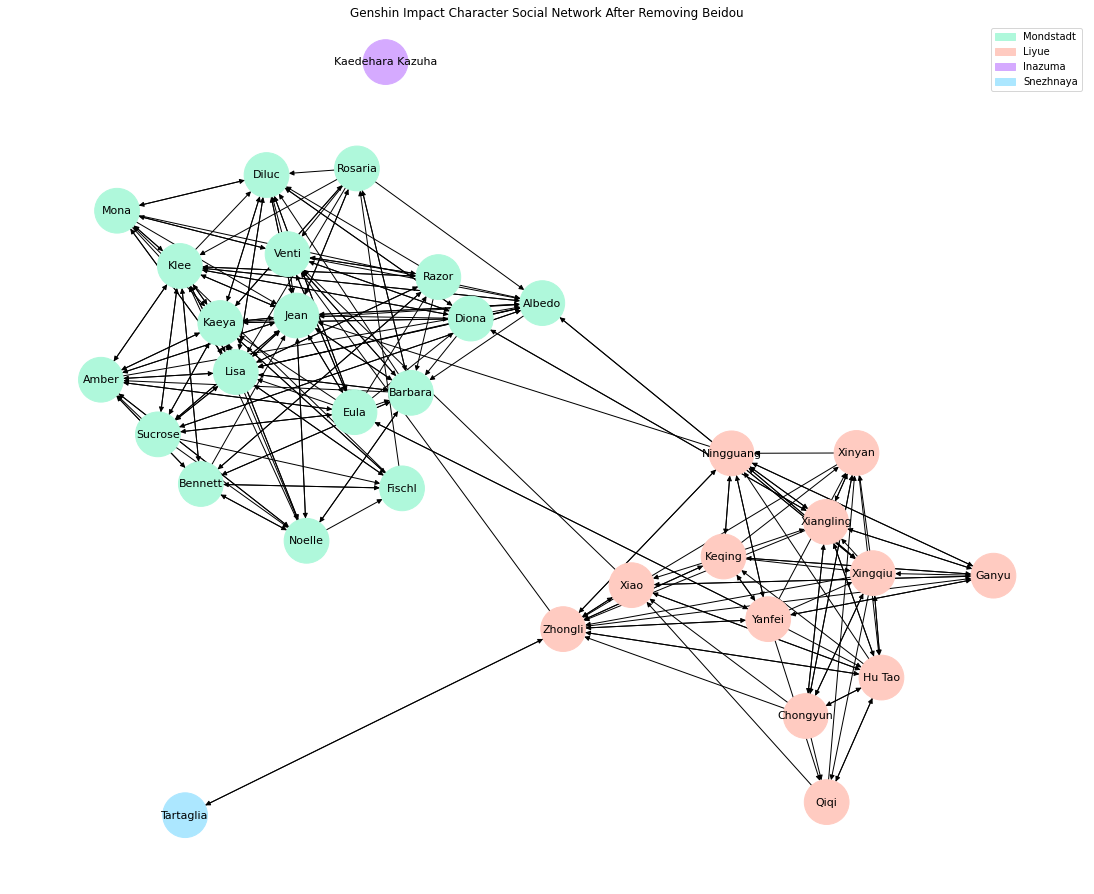 Genshin Impact Character Social Network After Removing Beidou
Mondstadt
Liyue
Inazuma
Snezhnaya
Kaedehara Kazuha
Rosaria
Diluc
Mona
Venti
Klee
Razor
Albedo
Jean
Diona
Kaeya
Lisa
Amber
Barbara
Eula
Sucrose
Bennett
Fischl
Noelle
Ningguang
Xinyan
Xiangling
Keqing
Xingqiu
Ganyu
Xiao
Yanfei
Zhongli
Hu Tao
Chongyun
Qiqi
Tartaglia